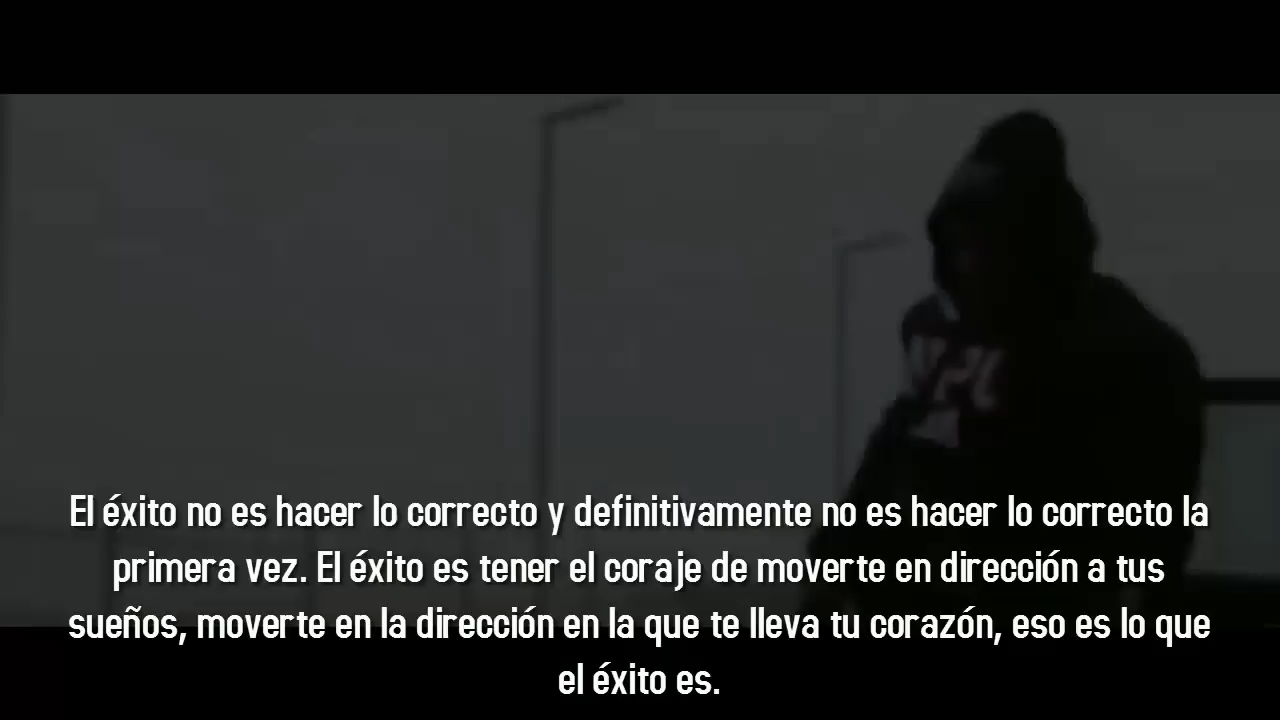 El éxito no es hacer lo correcto y definitivamente no es hacer lo correcto la
primera vez. El éxito es tener el coraje de moverte en dirección a tus
sueños, moverte en la dirección en la que te lleva tu corazón, eso es lo que
el éxito es.